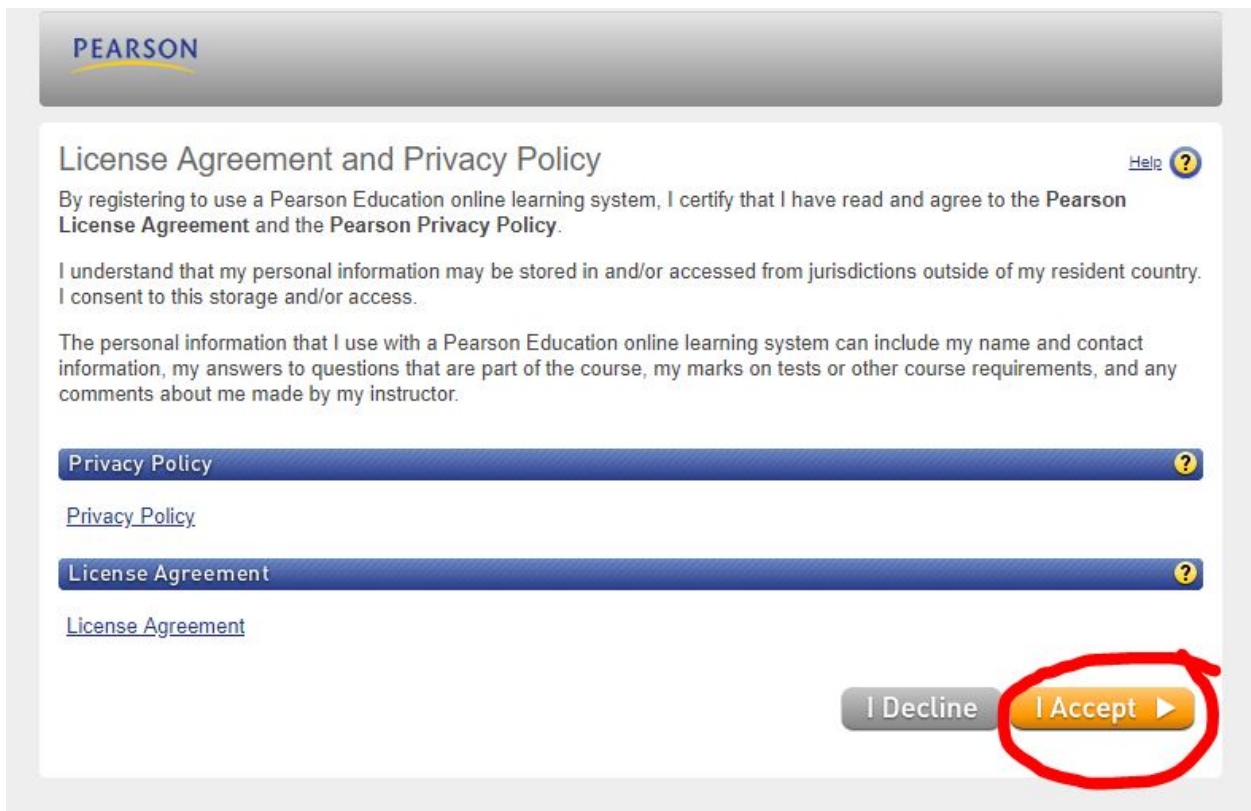 PEARSON
License Agreement and Privacy Policy
Help ?
By registering to use a Pearson Education online learning system, I certify that I have read and agree to the Pearson
License Agreement and the Pearson Privacy Policy.
I understand that my personal information may be stored in and/or accessed from jurisdictions outside of my resident country.
I consent to this storage and/or access.
The personal information that I use with a Pearson Education online learning system can include my name and contact
information, my answers to questions that are part of the course, my marks on tests or other course requirements, and any
comments about me made by my instructor.
Privacy Policy ?
Privacy Policy
License Agreement ?
License Agreement
I Decline I Accept